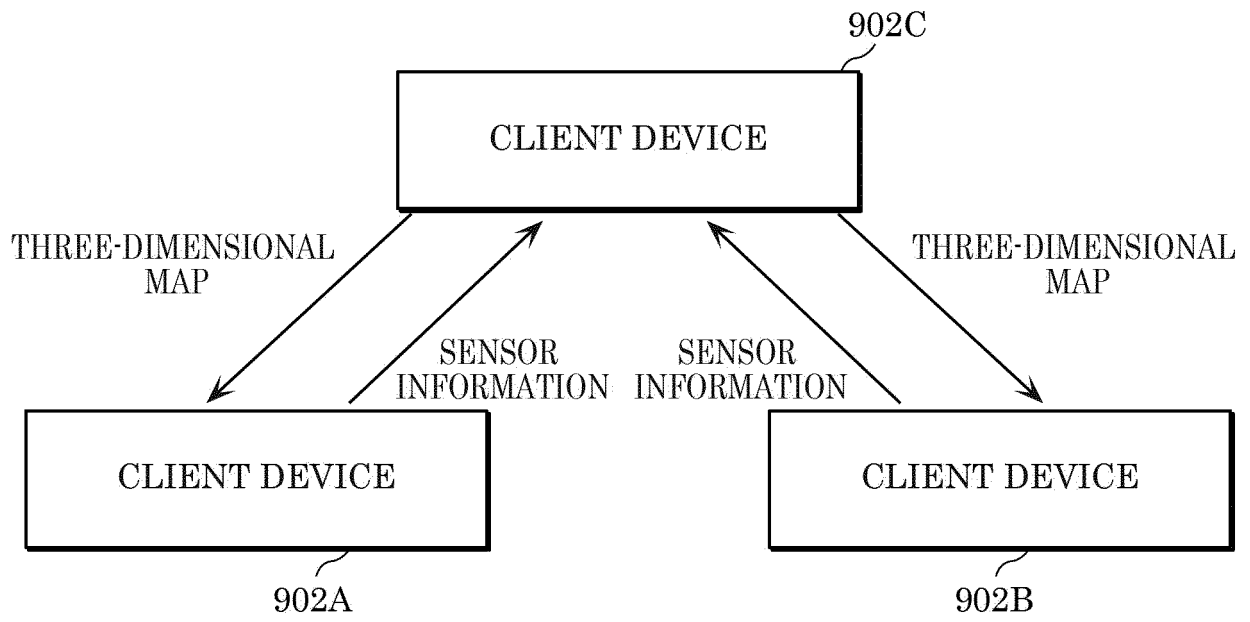 902C
CLIENT DEVICE
THREE-DIMENSIONAL
MAP
THREE-DIMENSIONAL
MAP
SENSOR
INFORMATION
SENSOR
INFORMATION
CLIENT DEVICE
CLIENT DEVICE
902A
902B